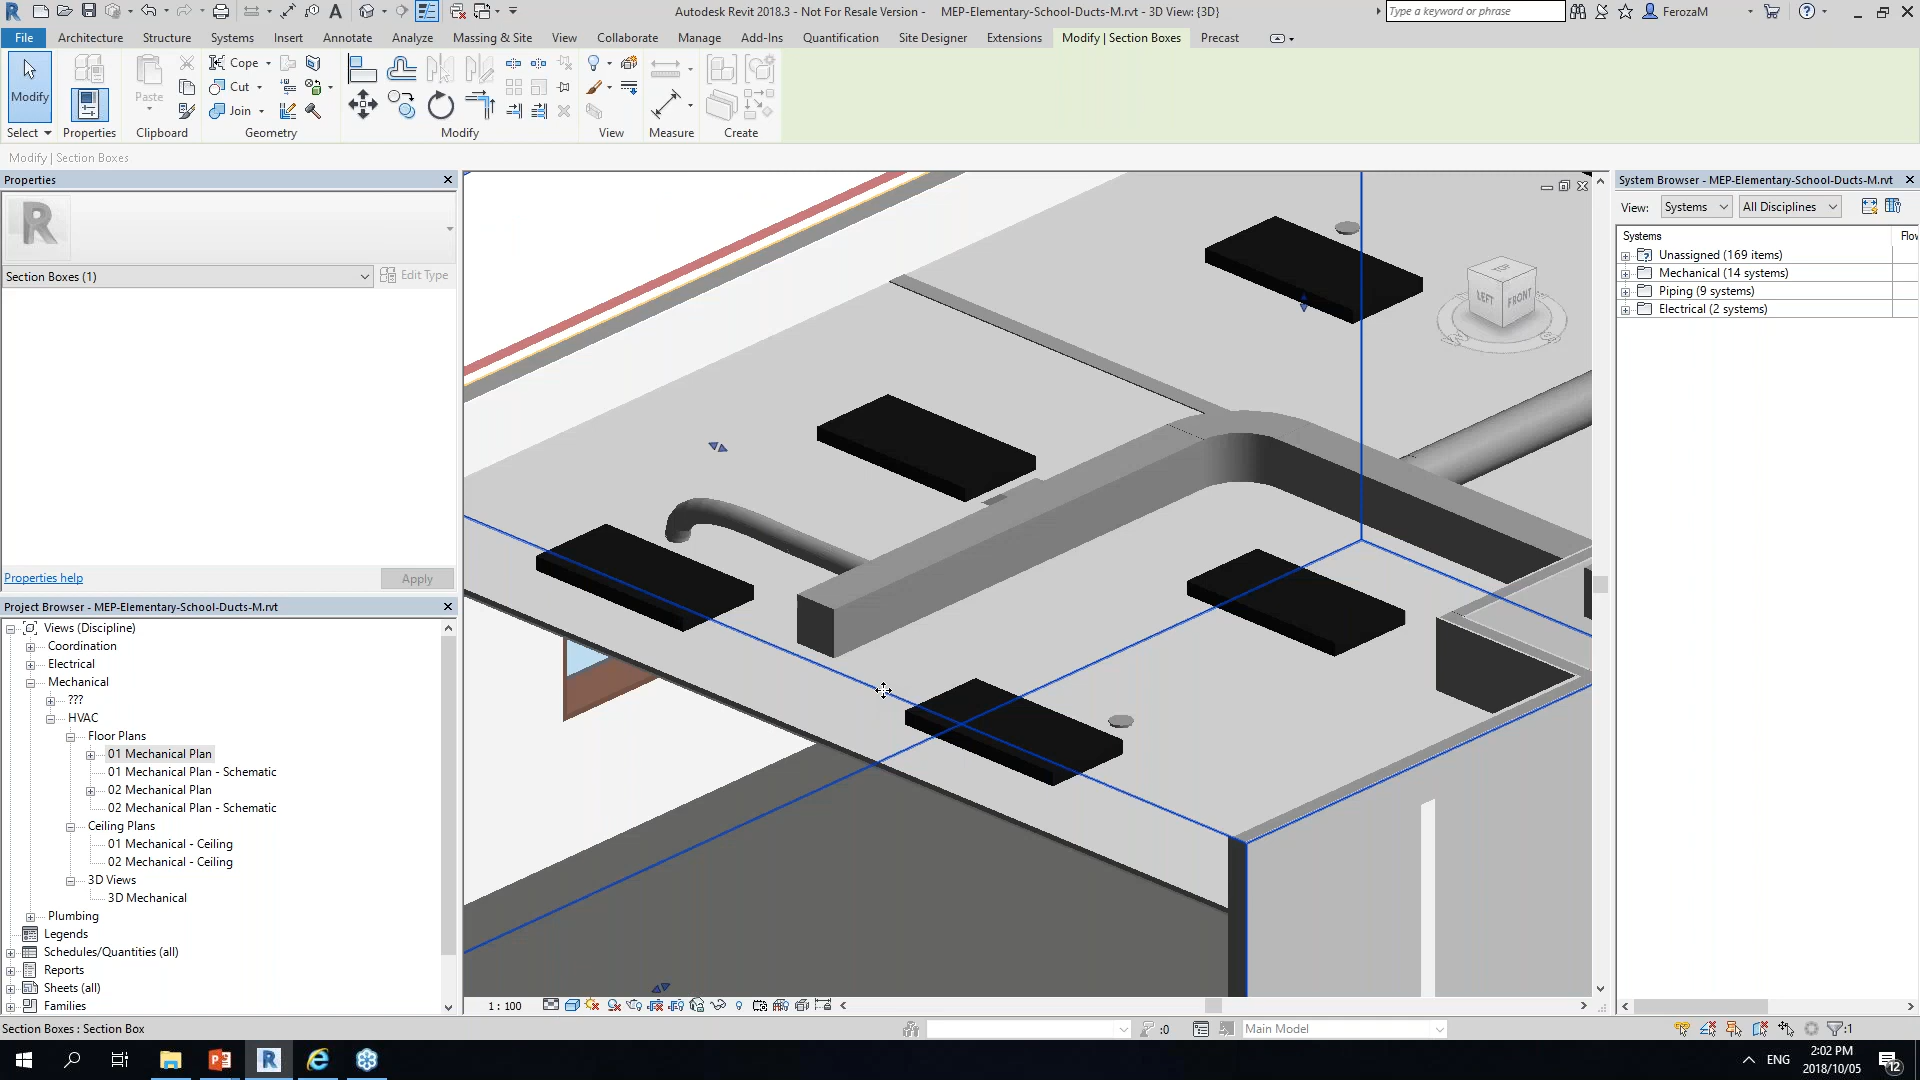 Autodesk Revit 2018.3 - Not For Resale Version - MEP-Elementary-School-Ducts-M.rvt - 3D View: {3D}
Type a keyword or phrase
FerozaM
File Architecture Structure Systems Insert Annotate Analyze Massing & Site View Collaborate Manage Add-Ins Quantification Site Designer Extensions Modify | Section Boxes Precast
Modify
Paste
Cope
Cut
Join
Select Properties Clipboard Geometry Modify View Measure Create
Modify | Section Boxes
Properties
R
Section Boxes (1)
Edit Type
Properties help
Apply
Project Browser - MEP-Elementary-School-Ducts-M.rvt
Views (Discipline)
Coordination
Electrical
Mechanical
???
HVAC
Floor Plans
01 Mechanical Plan
01 Mechanical Plan - Schematic
02 Mechanical Plan
02 Mechanical Plan - Schematic
Ceiling Plans
01 Mechanical - Ceiling
02 Mechanical - Ceiling
3D Views
3D Mechanical
Plumbing
Legends
Schedules/Quantities (all)
Reports
Sheets (all)
Families
TOP
LEFT
FRONT
System Browser - MEP-Elementary-School-Ducts-M.rvt
View: Systems All Disciplines
Systems
Flow
Unassigned (169 items)
Mechanical (14 systems)
Piping (9 systems)
Electrical (2 systems)
1 : 100
Section Boxes : Section Box
:0
Main Model
:1
ENG
2:02 PM
2018/10/05
12